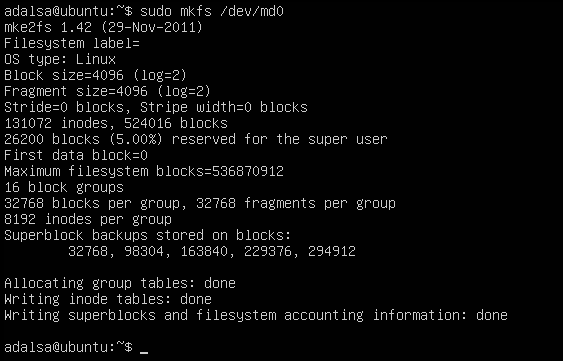 adalsa@ubuntu:~$ sudo mkfs /dev/md0
mke2fs 1.42 (29-Nov-2011)
Filesystem label=
OS type: Linux
Block size=4096 (log=2)
Fragment size=4096 (log=2)
Stride=0 blocks, Stripe width=0 blocks
131072 inodes, 524016 blocks
26200 blocks (5.00%) reserved for the super user
First data block=0
Maximum filesystem blocks=536870912
16 block groups
32768 blocks per group, 32768 fragments per group
8192 inodes per group
Superblock backups stored on blocks:
32768, 98304, 163840, 229376, 294912
Allocating group tables: done
Writing inode tables: done
Writing superblocks and filesystem accounting information: done
adalsa@ubuntu:~$ _